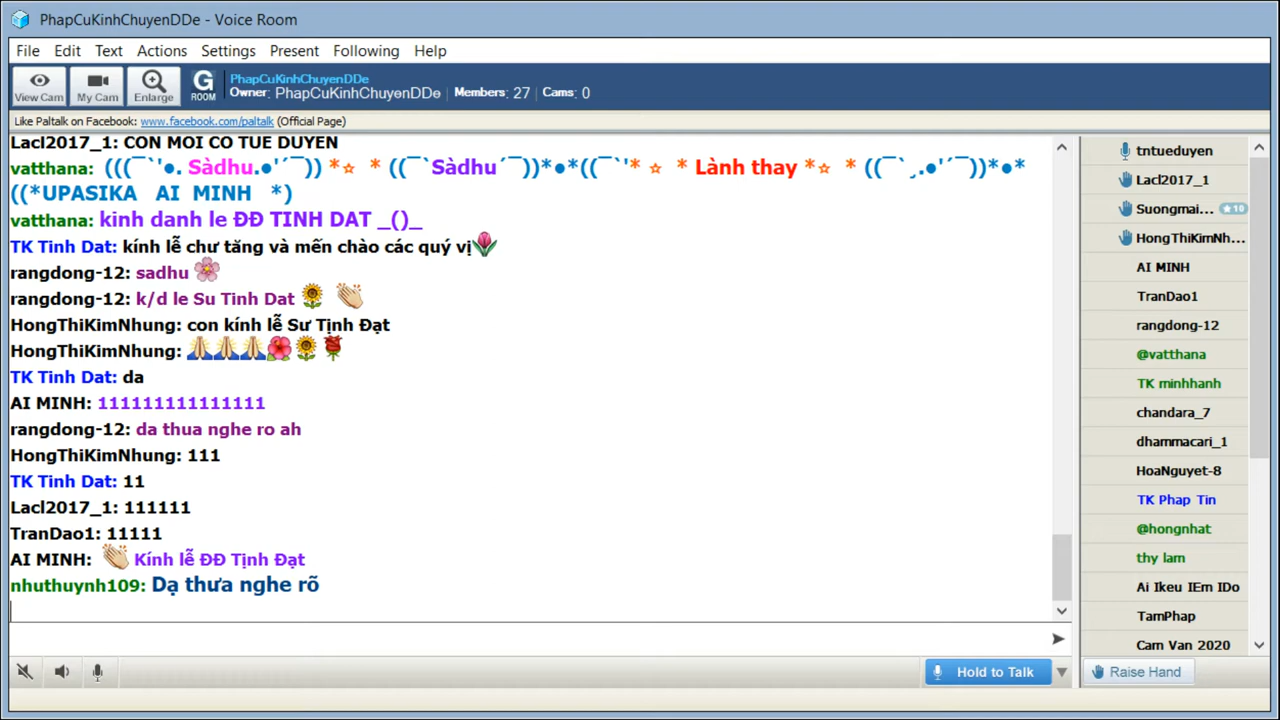 PhapCuKinhChuyenDDe - Voice Room
File Edit Text Actions Settings Present Following Help
View Cam My Cam Enlarge G ROOM
PhapCuKinhChuyenDDe
Owner: PhapCuKinhChuyenDDe Members: 27 Cams: 0
Like Paltalk on Facebook: www.facebook.com/paltalk (Official Page)
Lacl2017_1: CON MOI CO TUE DUYEN
vatthana: (((¯`'●. Sàdhu.●'´¯)) *☆ * ((¯`Sàdhu´¯))*●*((¯`'* ☆ * Lành thay *☆ * ((¯`¸.●'´¯))*●*
((*UPASIKA AI MINH *)
vatthana: kinh danh le ĐĐ TINH DAT _()_
TK Tinh Dat: kính lễ chư tăng và mến chào các quý vị🌷
rangdong-12: sadhu 🌸
rangdong-12: k/d le Su Tinh Dat 🌻 👏
HongThiKimNhung: con kính lễ Sư Tịnh Đạt
HongThiKimNhung: 🙏🙏🙏🌺🌻🌹
TK Tinh Dat: da
AI MINH: 111111111111111
rangdong-12: da thua nghe ro ah
HongThiKimNhung: 111
TK Tinh Dat: 11
Lacl2017_1: 111111
TranDao1: 11111
AI MINH: 👏 Kính lễ ĐĐ Tịnh Đạt
nhuthuynh109: Dạ thưa nghe rõ
Hold to Talk
tntueduyen
Lacl2017_1
Suongmai... ★10
HongThiKimNh...
AI MINH
TranDao1
rangdong-12
@vatthana
TK minhhanh
chandara_7
dhammacari_1
HoaNguyet-8
TK Phap Tin
@hongnhat
thy lam
Ai Ikeu IEm IDo
TamPhap
Cam Van 2020
Raise Hand